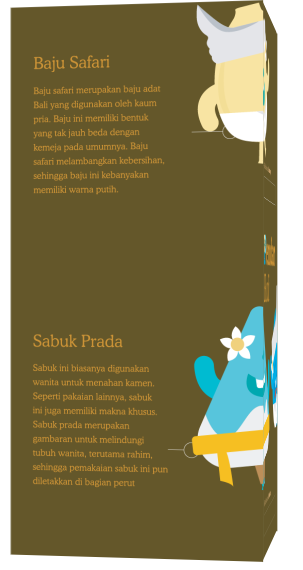 Baju Safari
Baju safari merupakan baju adat
Bali yang digunakan oleh kaum
pria. Baju ini memiliki bentuk
yang tak jauh beda dengan
kemeja pada umumnya. Baju
safari melambangkan kebersihan,
sehingga baju ini kebanyakan
memiliki warna putih.
Sabuk Prada
Sabuk ini biasanya digunakan
wanita untuk menahan kamen.
Seperti pakaian lainnya, sabuk
ini juga memiliki makna khusus.
Sabuk prada merupakan
gambaran untuk melindungi
tubuh wanita, terutama rahim,
sehingga pemakaian sabuk ini pun
diletakkan di bagian perut